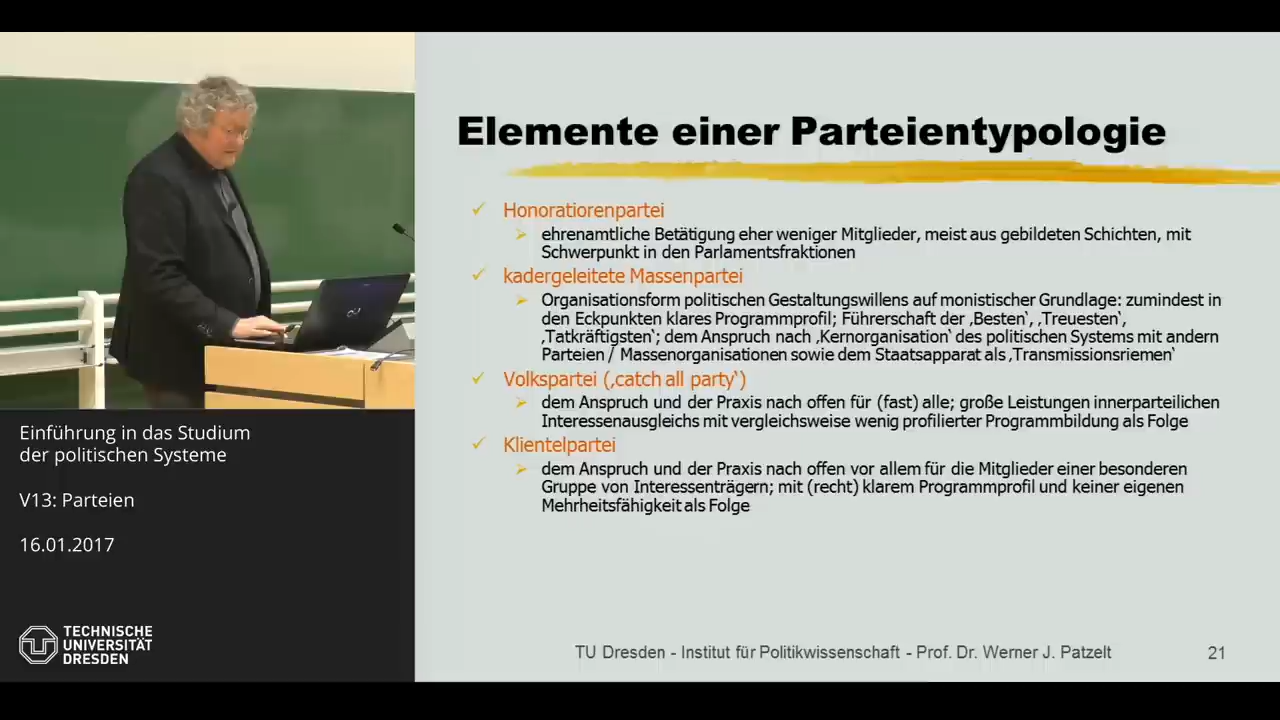 Elemente einer Parteientypologie
✓ Honoratiorenpartei
➢ ehrenamtliche Betätigung eher weniger Mitglieder, meist aus gebildeten Schichten, mit
Schwerpunkt in den Parlamentsfraktionen
✓ kadergeleitete Massenpartei
➢ Organisationsform politischen Gestaltungswillens auf monistischer Grundlage: zumindest in
den Eckpunkten klares Programmprofil; Führerschaft der ‚Besten‘, ‚Treuesten‘,
‚Tatkräftigsten‘; dem Anspruch nach ‚Kernorganisation‘ des politischen Systems mit andern
Parteien / Massenorganisationen sowie dem Staatsapparat als ‚Transmissionsriemen‘
✓ Volkspartei (‚catch all party‘)
➢ dem Anspruch und der Praxis nach offen für (fast) alle; große Leistungen innerparteilichen
Interessenausgleichs mit vergleichsweise wenig profilierter Programmbildung als Folge
✓ Klientelpartei
➢ dem Anspruch und der Praxis nach offen vor allem für die Mitglieder einer besonderen
Gruppe von Interessenträgern; mit (recht) klarem Programmprofil und keiner eigenen
Mehrheitsfähigkeit als Folge
TU Dresden - Institut für Politikwissenschaft - Prof. Dr. Werner J. Patzelt 21
Einführung in das Studium
der politischen Systeme
V13: Parteien
16.01.2017
TECHNISCHE
UNIVERSITÄT
DRESDEN